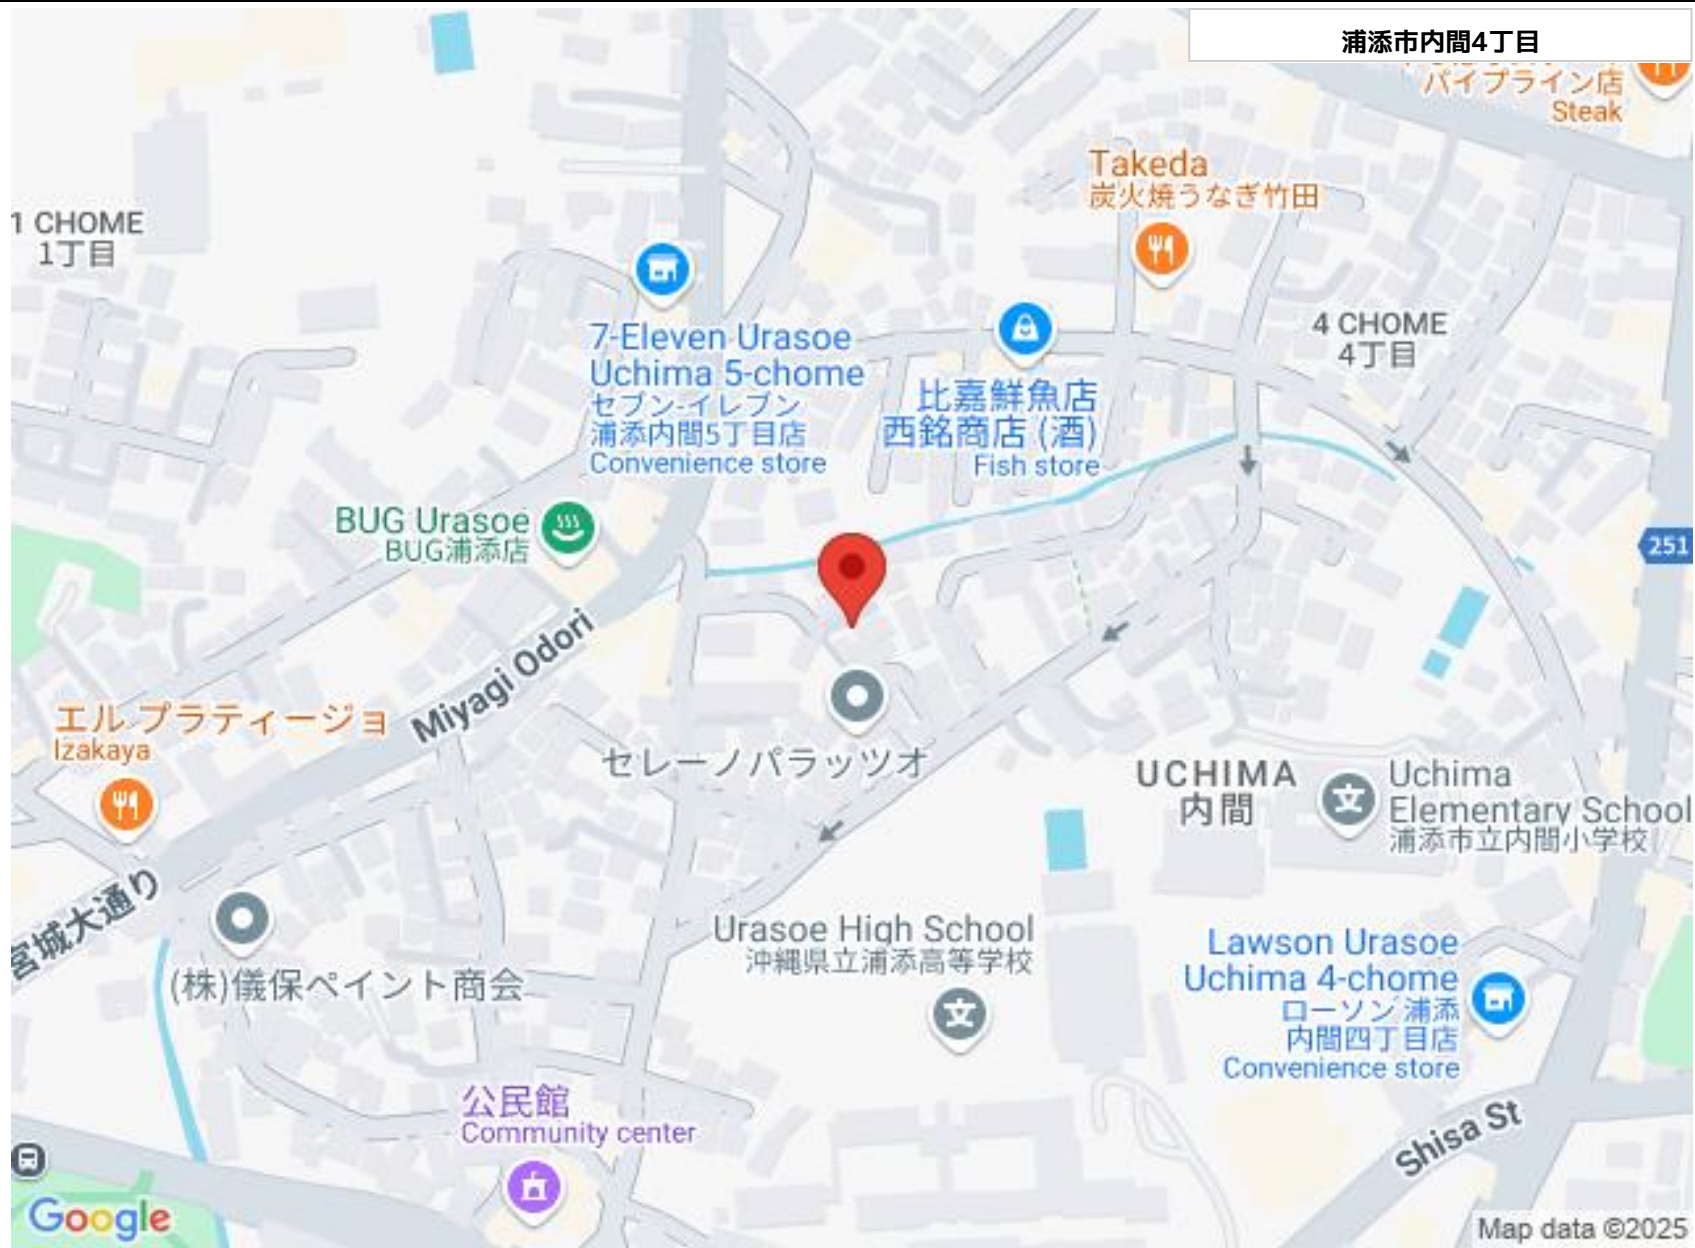 浦添市内間4丁目
パイプライン店
Steak
Takeda
炭火焼うなぎ竹田
1 CHOME
1丁目
4 CHOME
4丁目
7-Eleven Urasoe
Uchima 5-chome
セブン-イレブン
浦添内間5丁目店
Convenience store
比嘉鮮魚店
西銘商店 (酒)
Fish store
BUG Urasoe
BUG浦添店
251
Miyagi Odori
エル プラティージョ
Izakaya
セレーノパラッツオ
UCHIMA
内間
Uchima
Elementary School
浦添市立内間小学校
宮城大通り
(株)儀保ペイント商会
Urasoe High School
沖縄県立浦添高等学校
Lawson Urasoe
Uchima 4-chome
ローソン 浦添
内間四丁目店
Convenience store
公民館
Community center
Shisa St
Google
Map data ©2025